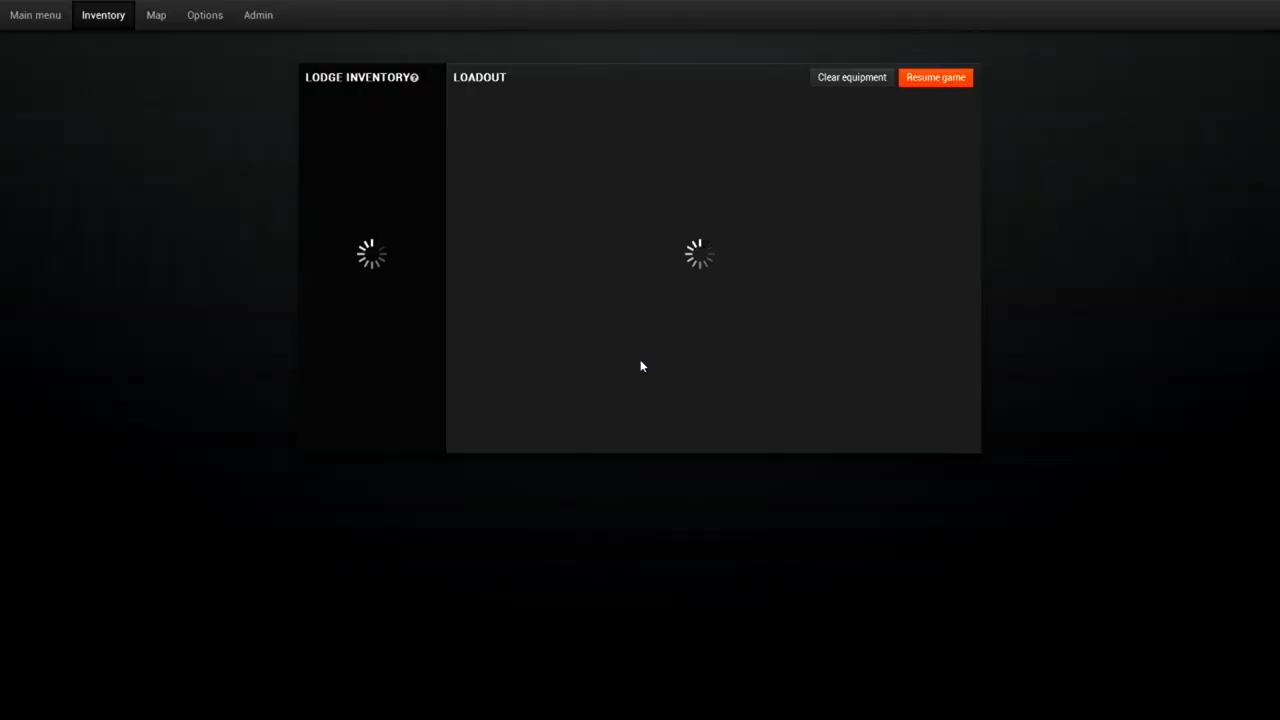 Main menu Inventory Map Options Admin
LODGE INVENTORY? LOADOUT Clear equipment Resume game